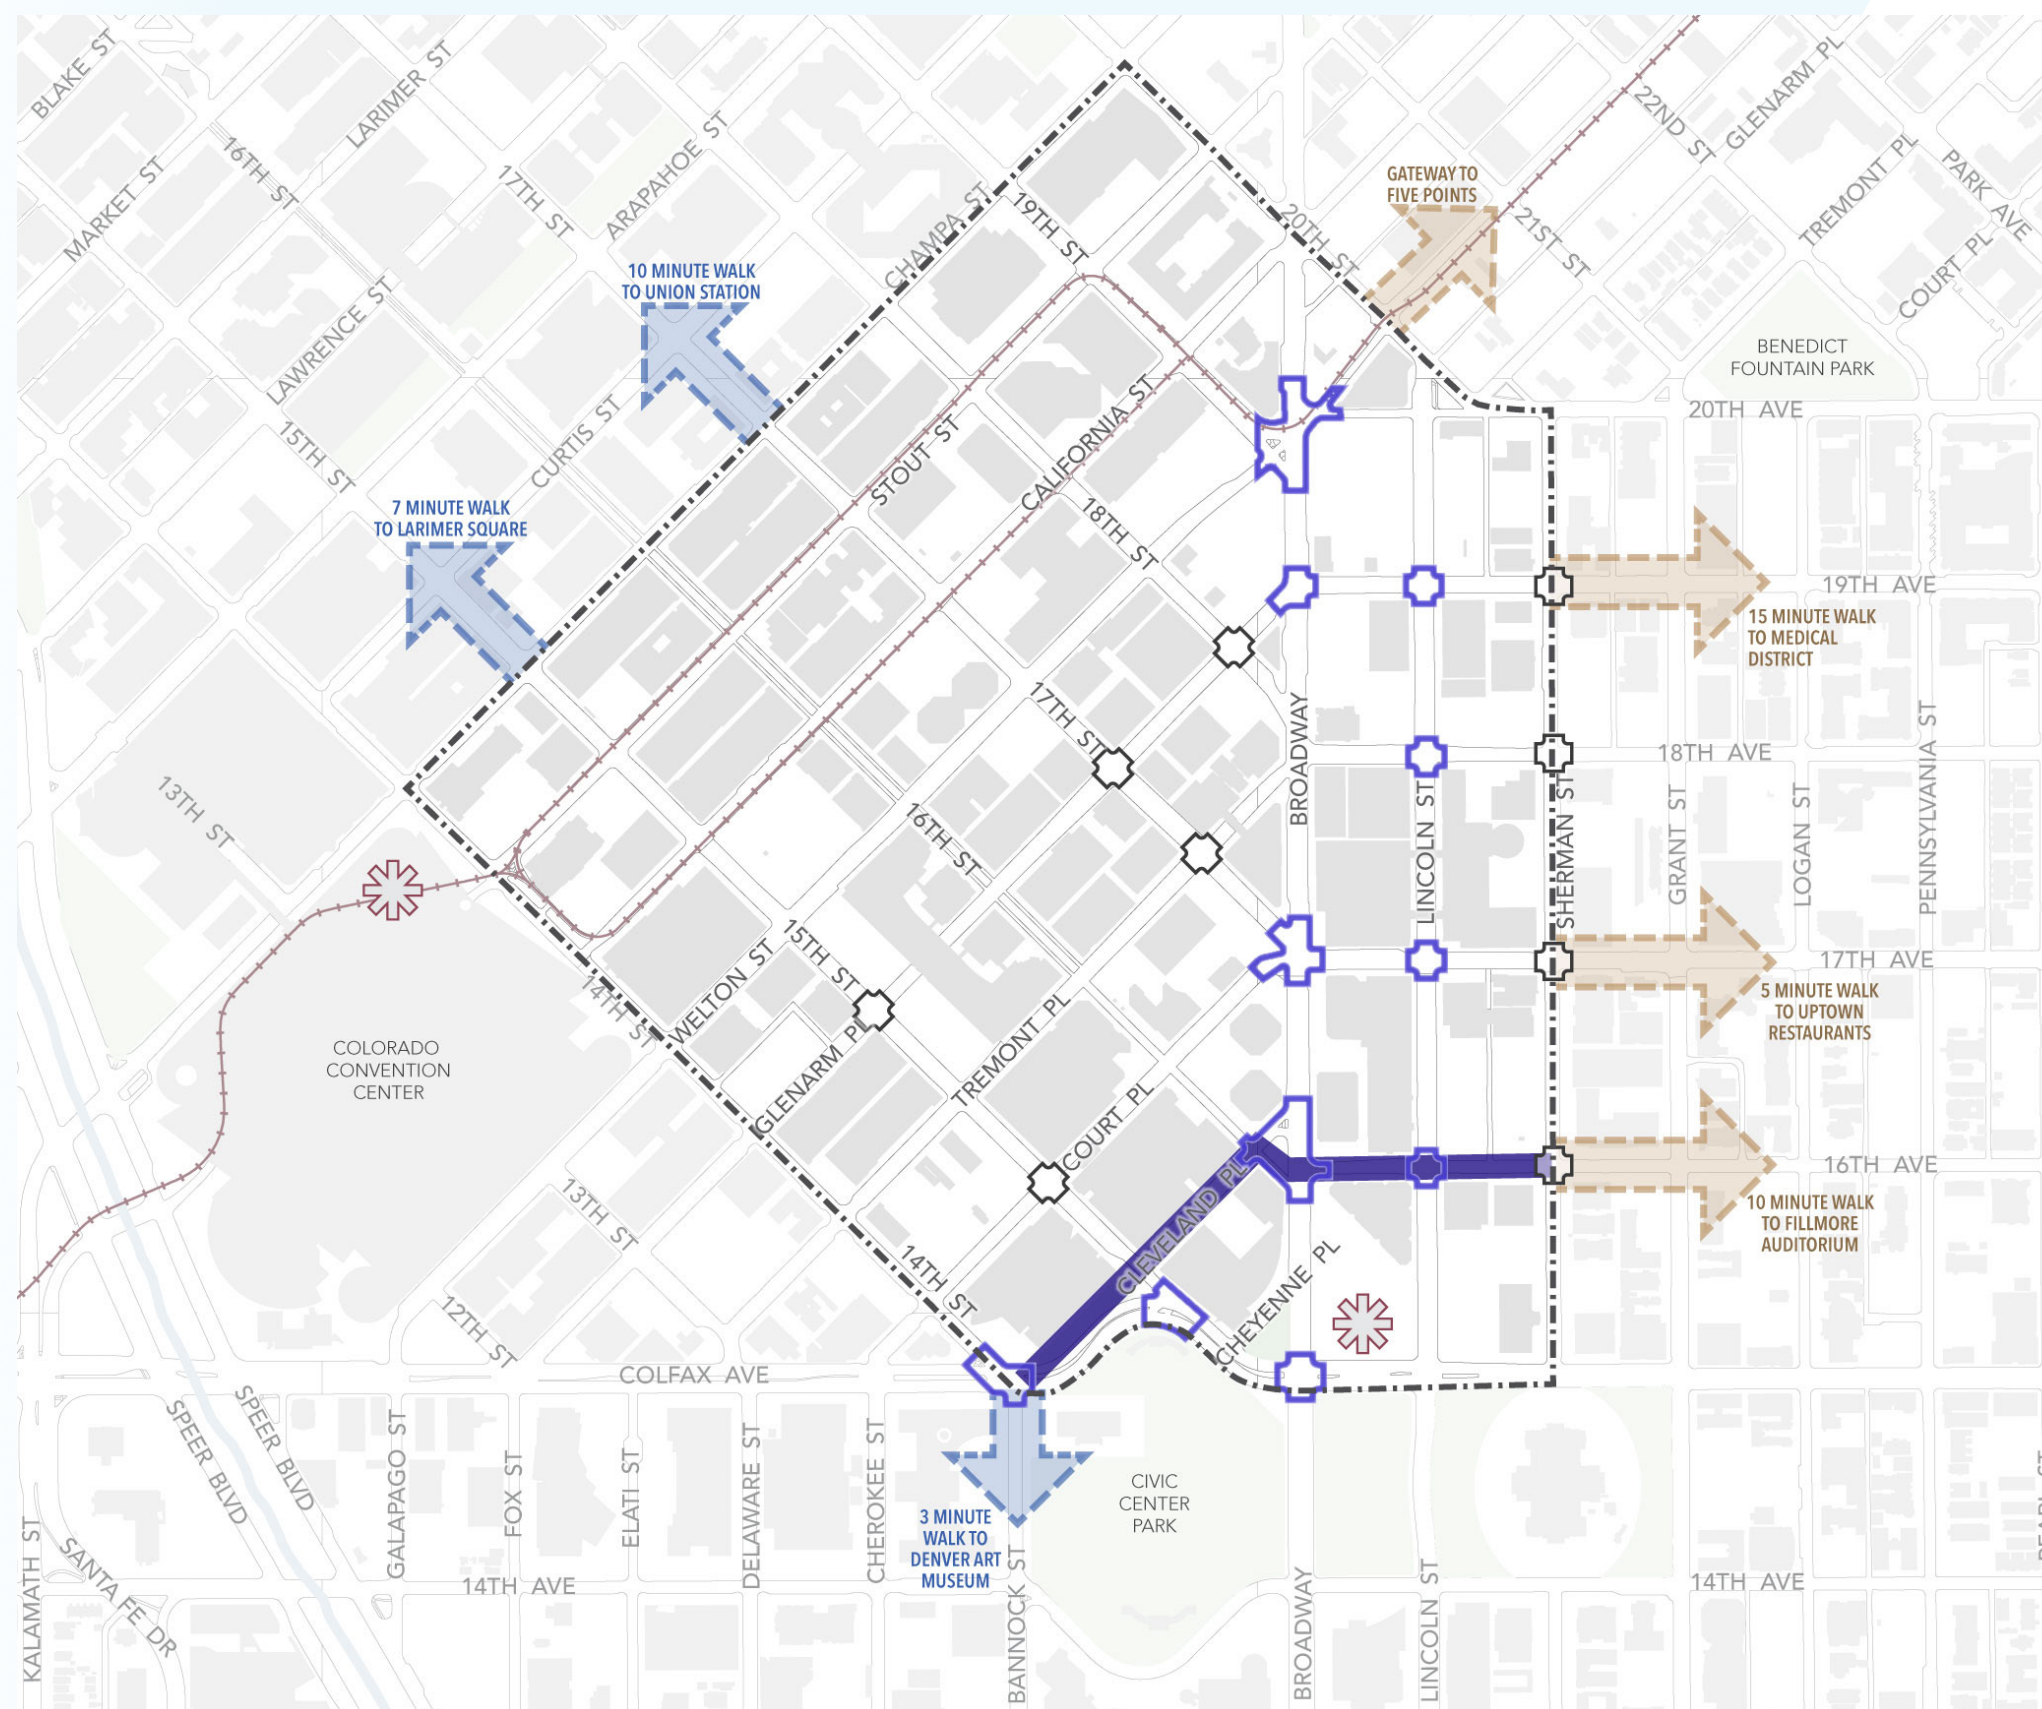 BLAKE ST
LARIMER ST
GLENARM PL
22ND ST
16TH ST
17TH ST
ARAPAHOE ST
TREMONT PL
PARK AVE
MARKET ST
GATEWAY TO
FIVE POINTS
CHAMPA ST
19TH ST
20TH ST
21ST ST
COURT PL
10 MINUTE WALK
TO UNION STATION
LAWRENCE ST
BENEDICT
FOUNTAIN PARK
20TH AVE
15TH ST
CURTIS ST
STOUT ST
CALIFORNIA ST
7 MINUTE WALK
TO LARIMER SQUARE
18TH ST
19TH AVE
15 MINUTE WALK
TO MEDICAL
DISTRICT
17TH ST
BROADWAY
18TH AVE
13TH ST
16TH ST
LINCOLN ST
SHERMAN ST
GRANT ST
LOGAN ST
PENNSYLVANIA ST
15TH ST
WELTON ST
14TH ST
17TH AVE
5 MINUTE WALK
TO UPTOWN
RESTAURANTS
COLORADO
CONVENTION
CENTER
GLENARM PL
TREMONT PL
COURT PL
CLEVELAND PL
16TH AVE
10 MINUTE WALK
TO FILLMORE
AUDITORIUM
13TH ST
14TH ST
CHEYENNE PL
12TH ST
COLFAX AVE
SPEER BLVD
SPEER BLVD
GALAPAGO ST
FOX ST
ELATI ST
DELAWARE ST
CHEROKEE ST
CIVIC
CENTER
PARK
3 MINUTE
WALK TO
DENVER ART
MUSEUM
KALAMATH ST
SANTA FE DR
14TH AVE
BANNOCK ST
BROADWAY
LINCOLN ST
14TH AVE